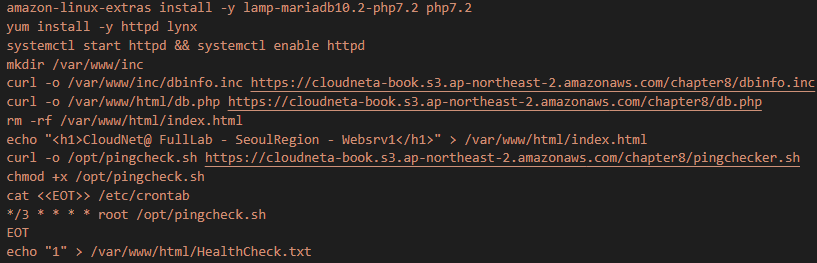 amazon-linux-extras install -y lamp-mariadb10.2-php7.2 php7.2
yum install -y httpd lynx
systemctl start httpd && systemctl enable httpd
mkdir /var/www/inc
curl -o /var/www/inc/dbinfo.inc https://cloudneta-book.s3.ap-northeast-2.amazonaws.com/chapter8/dbinfo.inc
curl -o /var/www/html/db.php https://cloudneta-book.s3.ap-northeast-2.amazonaws.com/chapter8/db.php
rm -rf /var/www/html/index.html
echo "<h1>CloudNet@ FullLab - SeoulRegion - Websrv1</h1>" > /var/www/html/index.html
curl -o /opt/pingcheck.sh https://cloudneta-book.s3.ap-northeast-2.amazonaws.com/chapter8/pingchecker.sh
chmod +x /opt/pingcheck.sh
cat <<EOT>> /etc/crontab
*/3 * * * * root /opt/pingcheck.sh
EOT
echo "1" > /var/www/html/HealthCheck.txt